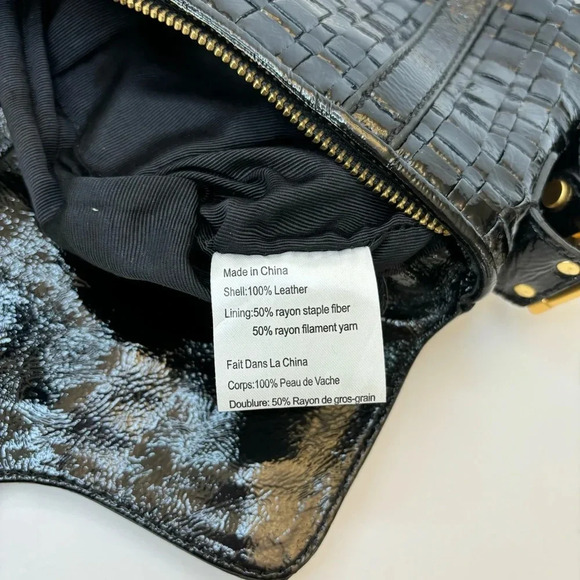 Made in China
Shell:100% Leather
Lining:50% rayon staple fiber
50% rayon filament yarn
Fait Dans La China
Corps:100% Peau de Vache
Doublure: 50% Rayon de gros-grain